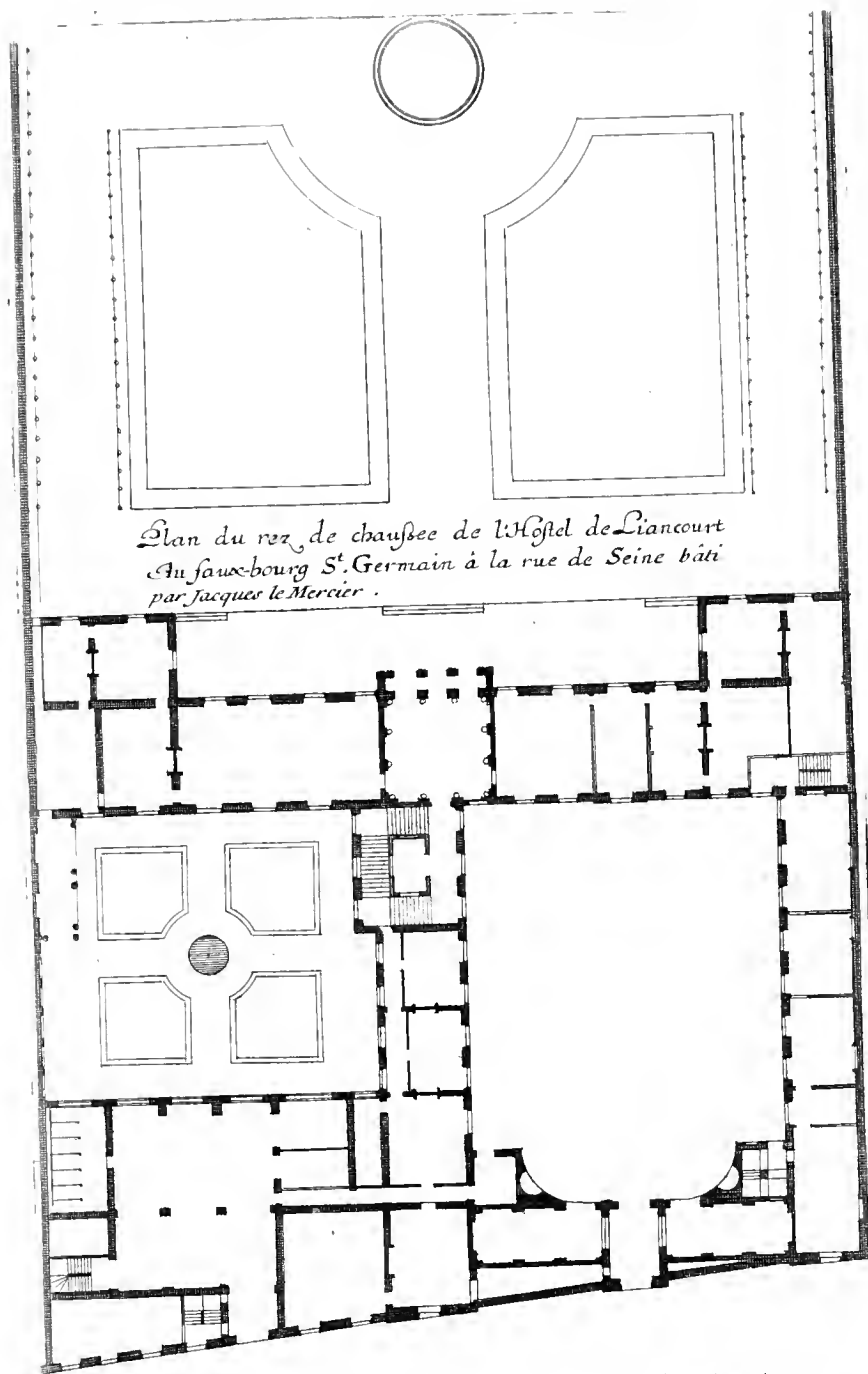 Plan du rez de chaussee de l'Hostel de Liancourt
Au faux-bourg S.t Germain à la rue de Seine bâti
par Jacques le Mercier .